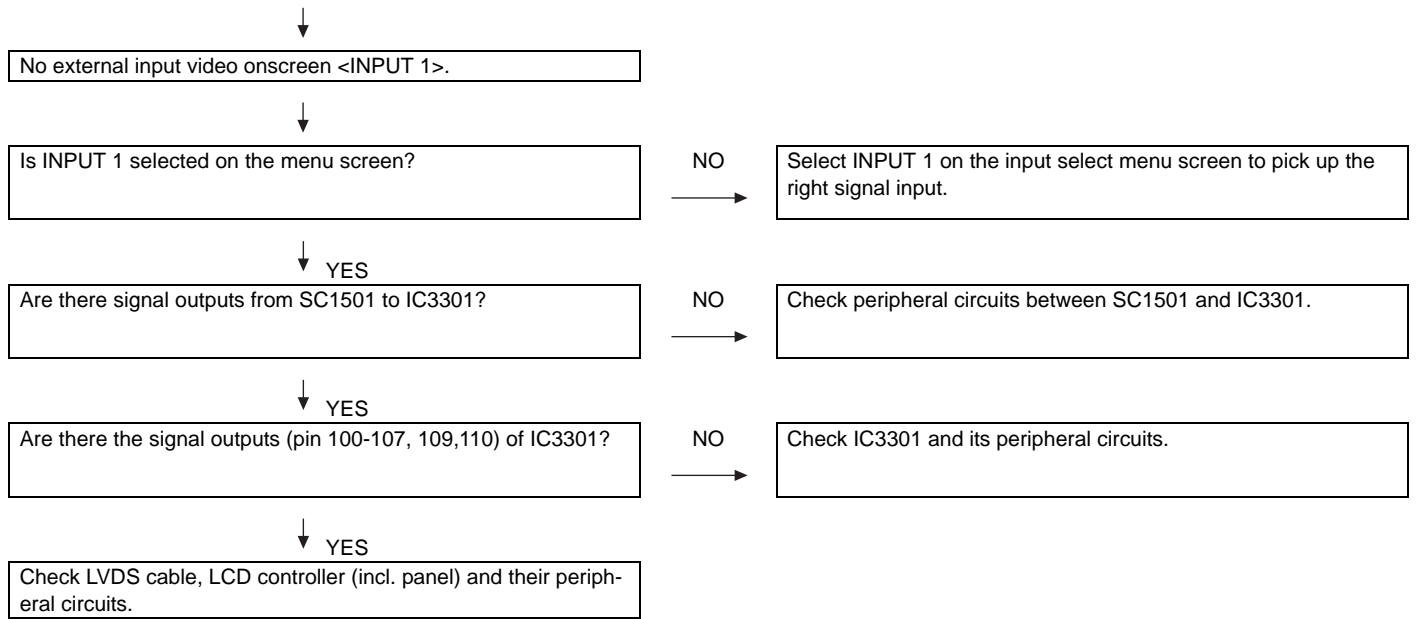 No external input video onscreen <INPUT 1>.
Is INPUT 1 selected on the menu screen?
NO
Select INPUT 1 on the input select menu screen to pick up the
right signal input.
YES
Are there signal outputs from SC1501 to IC3301?
NO
Check peripheral circuits between SC1501 and IC3301.
YES
Are there the signal outputs (pin 100-107, 109,110) of IC3301?
NO
Check IC3301 and its peripheral circuits.
YES
Check LVDS cable, LCD controller (incl. panel) and their periph-
eral circuits.